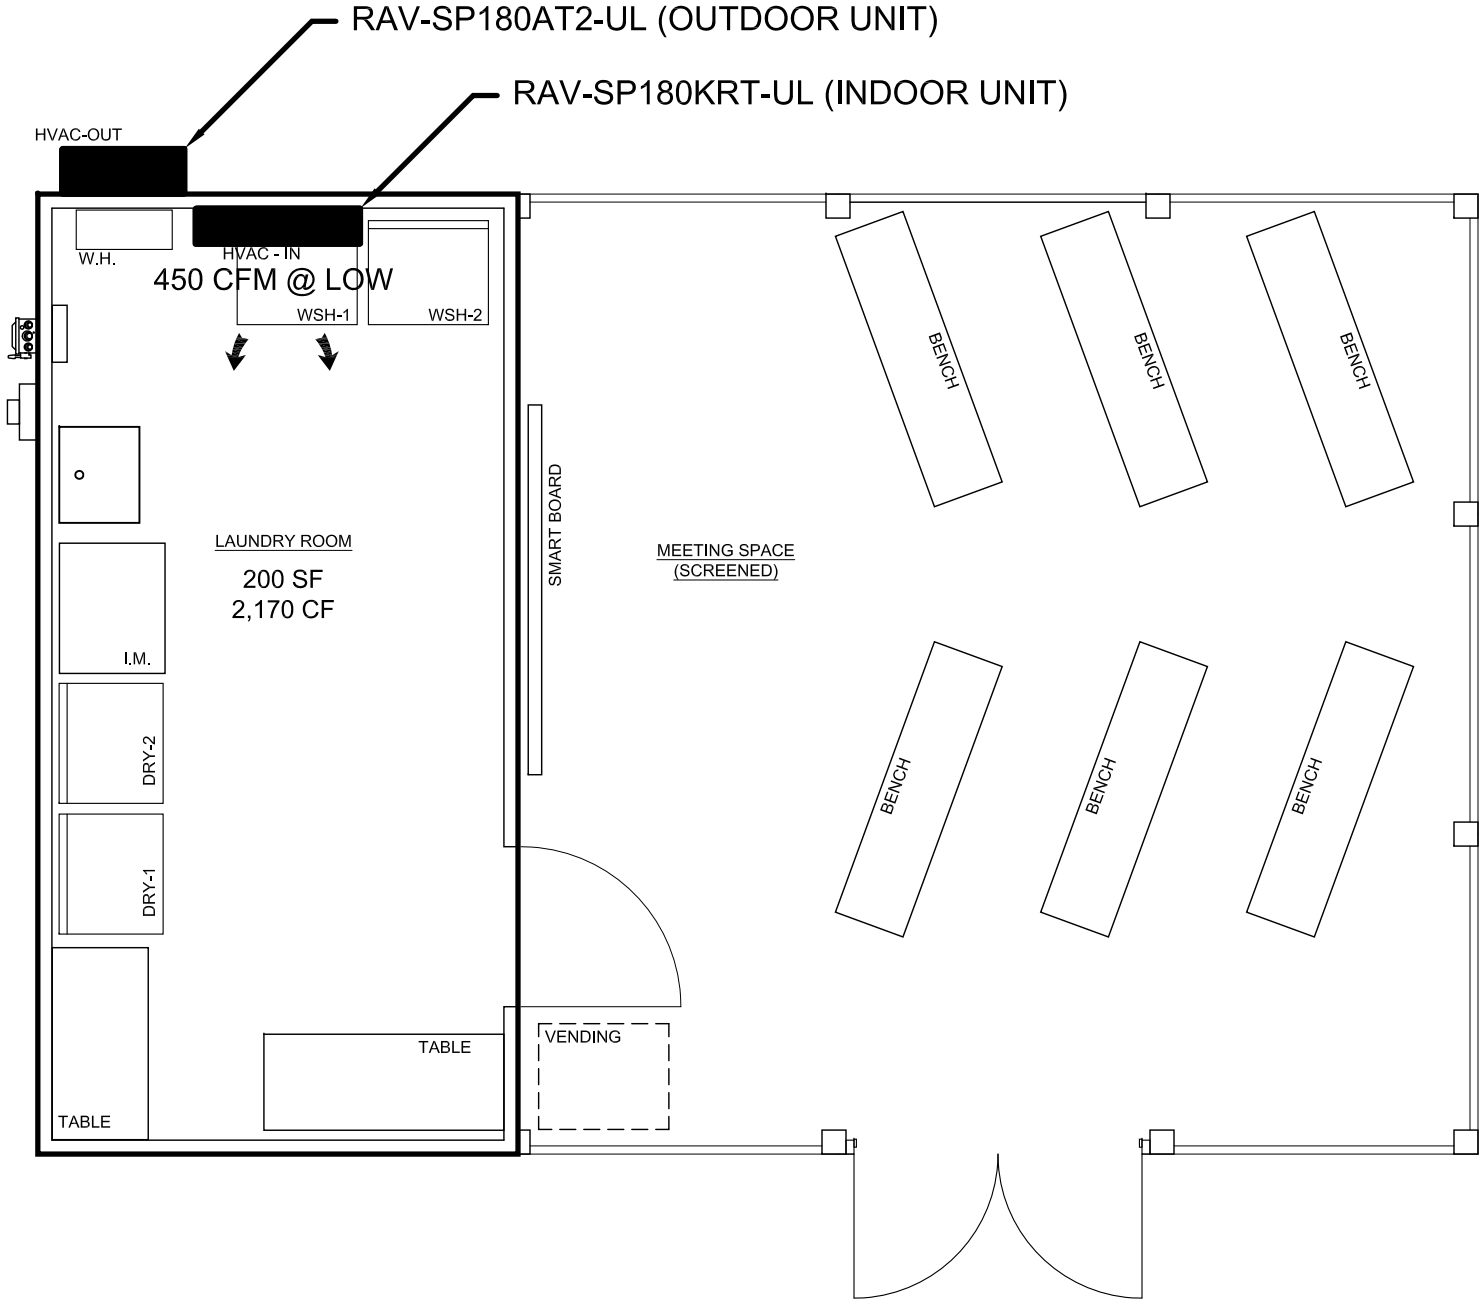 RAV-SP180AT2-UL (OUTDOOR UNIT)
RAV-SP180KRT-UL (INDOOR UNIT)
HVAC-OUT
W.H.
HVAC - IN
450 CFM @ LOW
WSH-1
WSH-2
BENCH
BENCH
BENCH
SMART BOARD
LAUNDRY ROOM
200 SF
2,170 CF
MEETING SPACE
(SCREENED)
I.M.
DRY-2
DRY-1
BENCH
BENCH
BENCH
VENDING
TABLE
TABLE